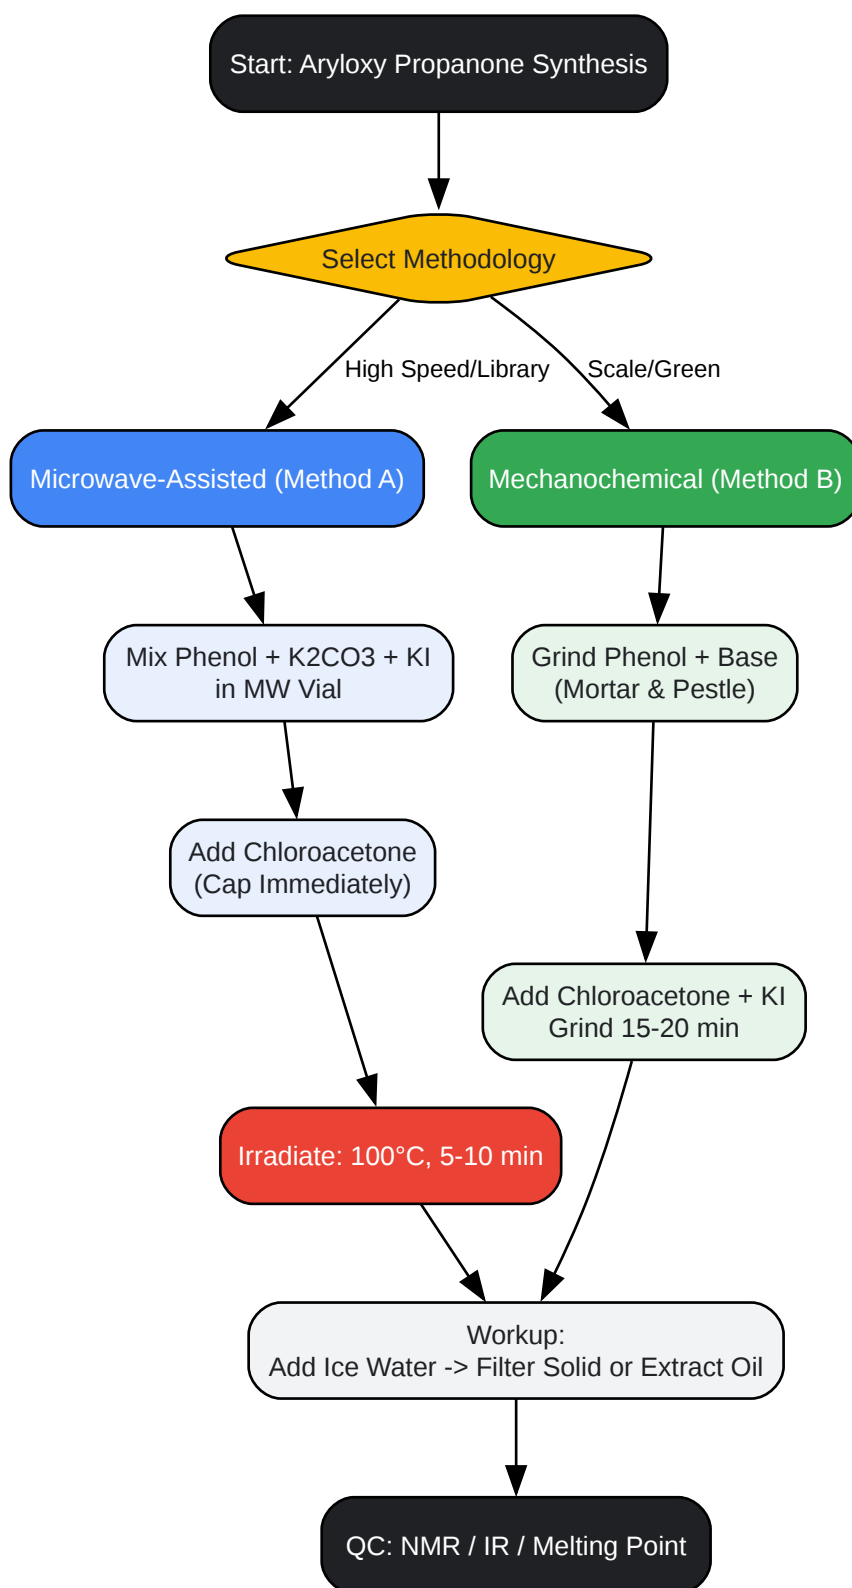 Start: Aryloxy Propanone Synthesis
Select Methodology
High Speed/Library
Scale/Green
Microwave-Assisted (Method A)
Mechanochemical (Method B)
Mix Phenol + K2CO3 + KI
in MW Vial
Grind Phenol + Base
(Mortar & Pestle)
Add Chloroacetone
(Cap Immediately)
Add Chloroacetone + KI
Grind 15-20 min
Irradiate: 100°C, 5-10 min
Workup:
Add Ice Water -> Filter Solid or Extract Oil
QC: NMR / IR / Melting Point